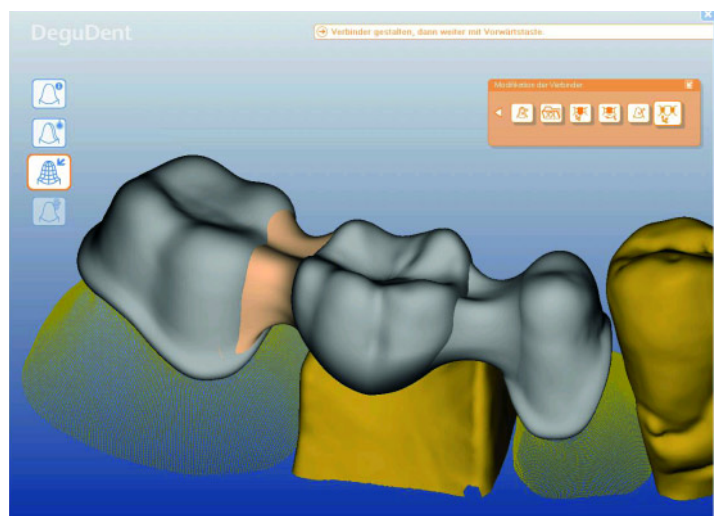 DeguDent
Verbinder gestalten, dann weiter mit Vorwärtstaste.
Modifikation der Verbinder